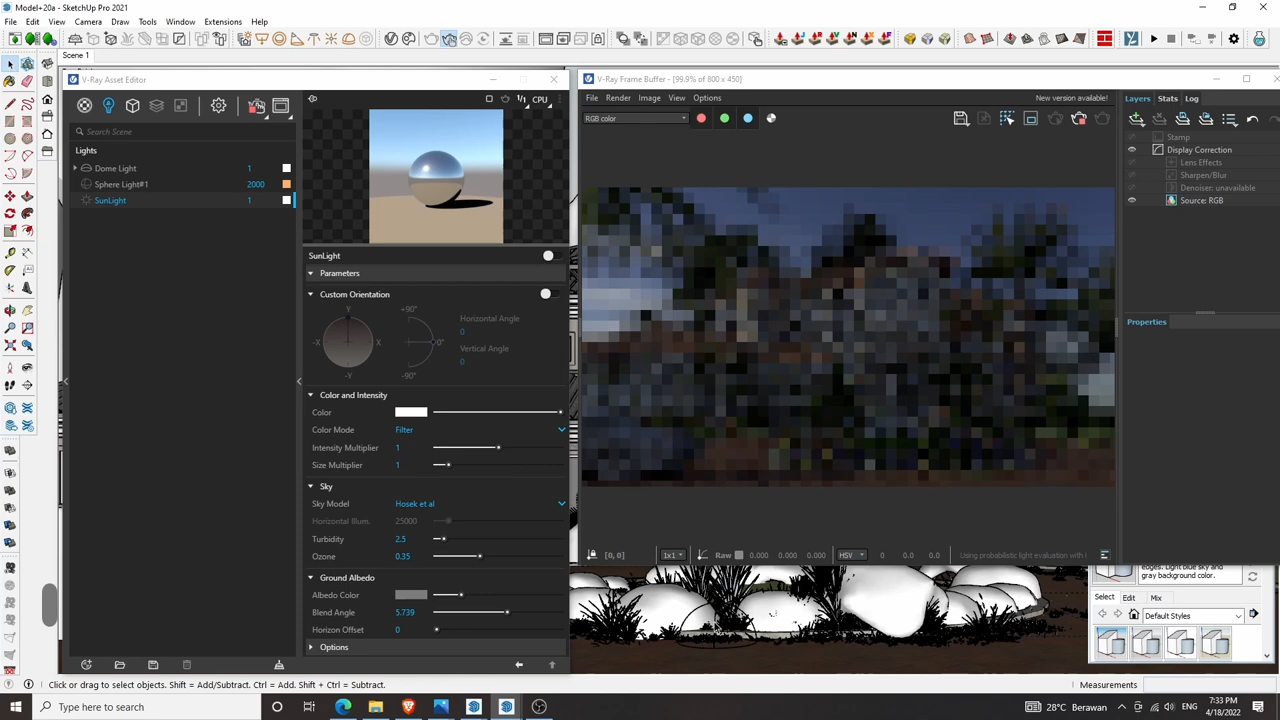 Model+20a - SketchUp Pro 2021
File Edit View Camera Draw Tools Window Extensions Help
Scene 1
V-Ray Asset Editor
Search Scene
Lights
Dome Light 1
Sphere Light#1 2000
SunLight 1
CPU
SunLight
Parameters
Custom Orientation
Y +90°
-X X 0°
-Y -90°
Horizontal Angle
0
Vertical Angle
0
Color and Intensity
Color
Color Mode Filter
Intensity Multiplier 1
Size Multiplier 1
Sky
Sky Model Hosek et al
Horizontal Illum. 25000
Turbidity 2.5
Ozone 0.35
Ground Albedo
Albedo Color
Blend Angle 5.739
Horizon Offset 0
Options
V-Ray Frame Buffer - [99.9% of 800 x 450]
File Render Image View Options New version available!
RGB color
Layers Stats Log
Stamp
Display Correction
Lens Effects
Sharpen/Blur
Denoiser: unavailable
Source: RGB
Properties
[0, 0] 1x1 Raw 0.000 0.000 0.000 HSV 0 0.0 0.0 Using probabilistic light evaluation with
edges. Light blue sky and
gray background color.
Select Edit Mix
Default Styles
Click or drag to select objects. Shift = Add/Subtract. Ctrl = Add. Shift + Ctrl = Subtract. Measurements
Type here to search
28°C Berawan ENG 7:33 PM
4/18/2022